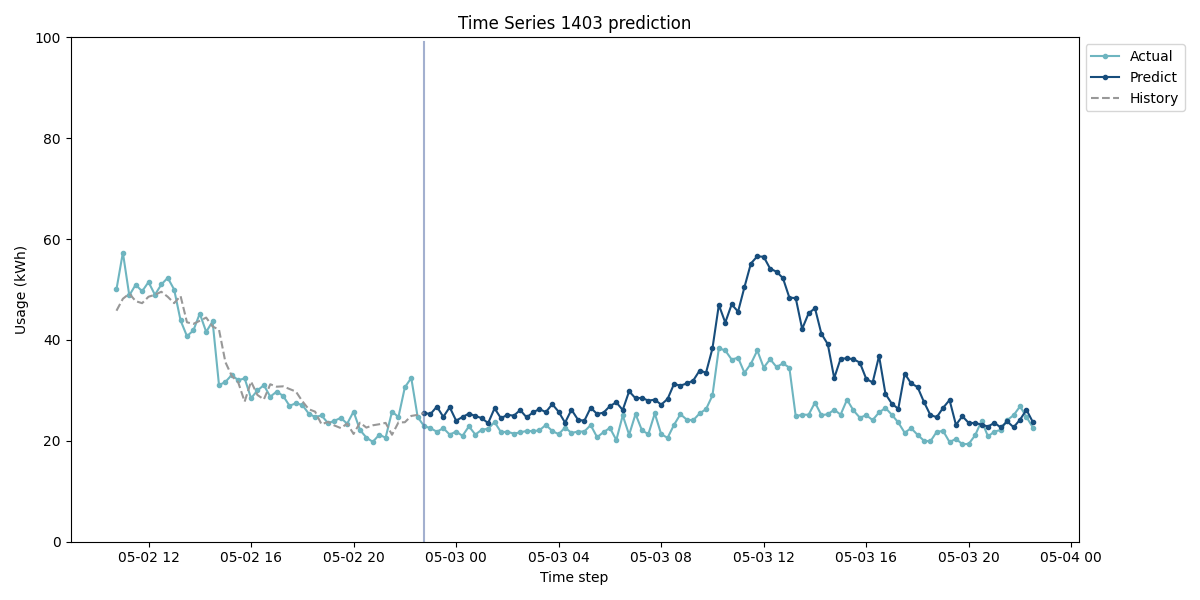 Time Series 1403 prediction
100
80
60
40
20
0
Usage (kWh)
05-02 12
05-02 16
05-02 20
05-03 00
05-03 04
05-03 08
05-03 12
05-03 16
05-03 20
05-04 00
Time step
Actual
Predict
History